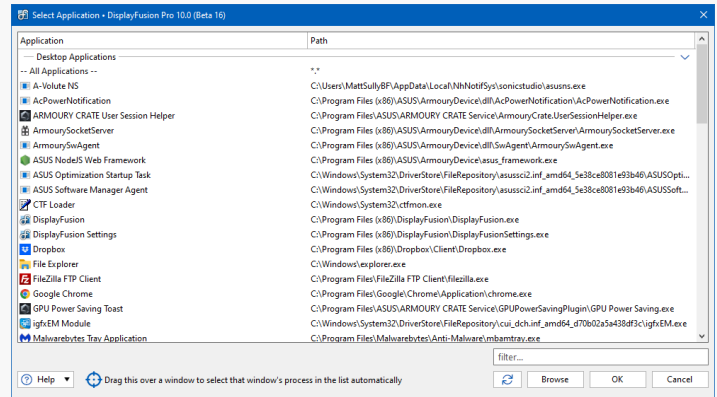 Select Application • DisplayFusion Pro 10.0 (Beta 16)
Application Path
Desktop Applications
-- All Applications -- *.*
A-Volute NS C:\Users\MattSullyBF\AppData\Local\NhNotifSys\sonicstudio\asusns.exe
AcPowerNotification C:\Program Files (x86)\ASUS\ArmouryDevice\dll\AcPowerNotification\AcPowerNotification.exe
ARMOURY CRATE User Session Helper C:\Program Files\ASUS\ARMOURY CRATE Service\ArmouryCrate.UserSessionHelper.exe
ArmourySocketServer C:\Program Files (x86)\ASUS\ArmouryDevice\dll\ArmourySocketServer\ArmourySocketServer.exe
ArmourySwAgent C:\Program Files (x86)\ASUS\ArmouryDevice\dll\SwAgent\ArmourySwAgent.exe
ASUS NodeJS Web Framework C:\Program Files (x86)\ASUS\ArmouryDevice\asus_framework.exe
ASUS Optimization Startup Task C:\Windows\System32\DriverStore\FileRepository\asussci2.inf_amd64_5e38ce8081e93b46\ASUSOpti...
ASUS Software Manager Agent C:\Windows\System32\DriverStore\FileRepository\asussci2.inf_amd64_5e38ce8081e93b46\ASUSSoft...
CTF Loader C:\Windows\System32\ctfmon.exe
DisplayFusion C:\Program Files (x86)\DisplayFusion\DisplayFusion.exe
DisplayFusion Settings C:\Program Files (x86)\DisplayFusion\DisplayFusionSettings.exe
Dropbox C:\Program Files (x86)\Dropbox\Client\Dropbox.exe
File Explorer C:\Windows\explorer.exe
FileZilla FTP Client C:\Program Files\FileZilla FTP Client\filezilla.exe
Google Chrome C:\Program Files\Google\Chrome\Application\chrome.exe
GPU Power Saving Toast C:\Program Files\ASUS\ARMOURY CRATE Service\GPUPowerSavingPlugin\GPU Power Saving.exe
igfxEM Module C:\Windows\System32\DriverStore\FileRepository\cui_dch.inf_amd64_d70b02a5a438df3c\igfxEM.exe
Malwarebytes Tray Application C:\Program Files\Malwarebytes\Anti-Malware\mbamtray.exe
filter...
Help Drag this over a window to select that window's process in the list automatically Browse OK Cancel